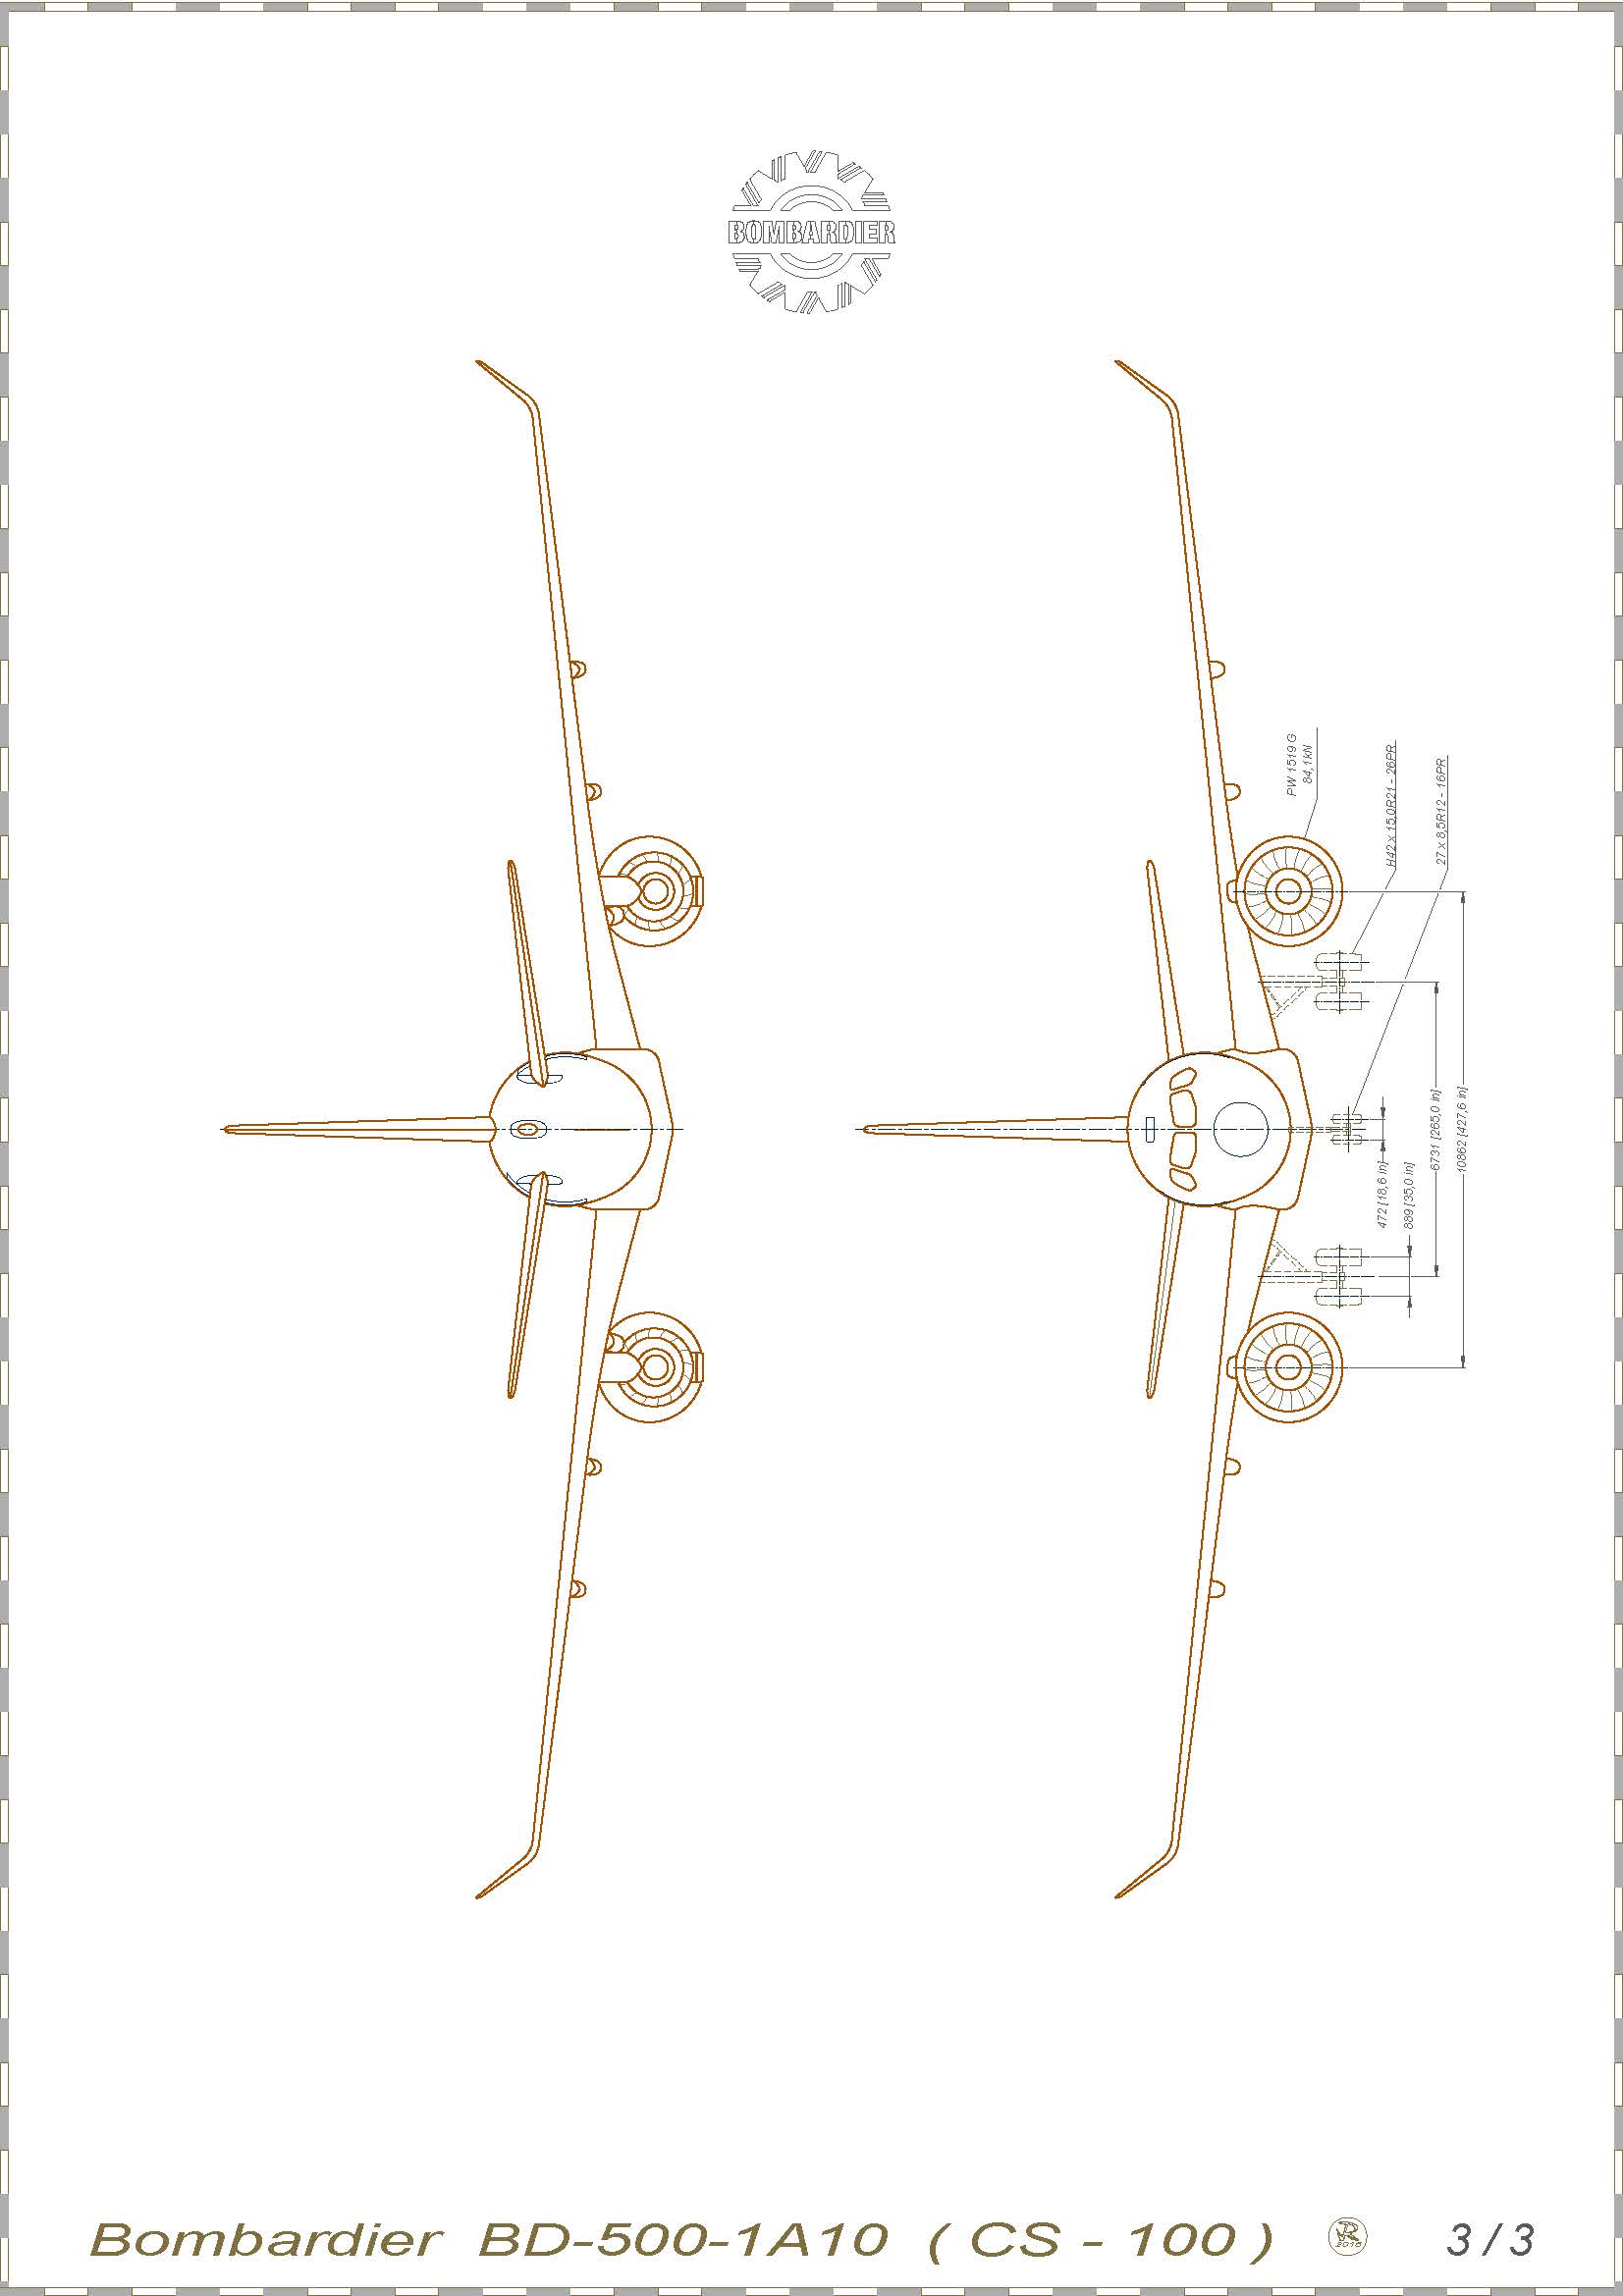 BOMBARDIER
PW 1519 G
84,1kN
H42 x 15,0R21 - 26PR
27 x 8,5R12 - 16PR
472 [18,6 in]
889 [35,0 in]
6731 [265,0 in]
10862 [427,6 in]
Bombardier BD-500-1A10 ( CS - 100 )
2016
3 / 3